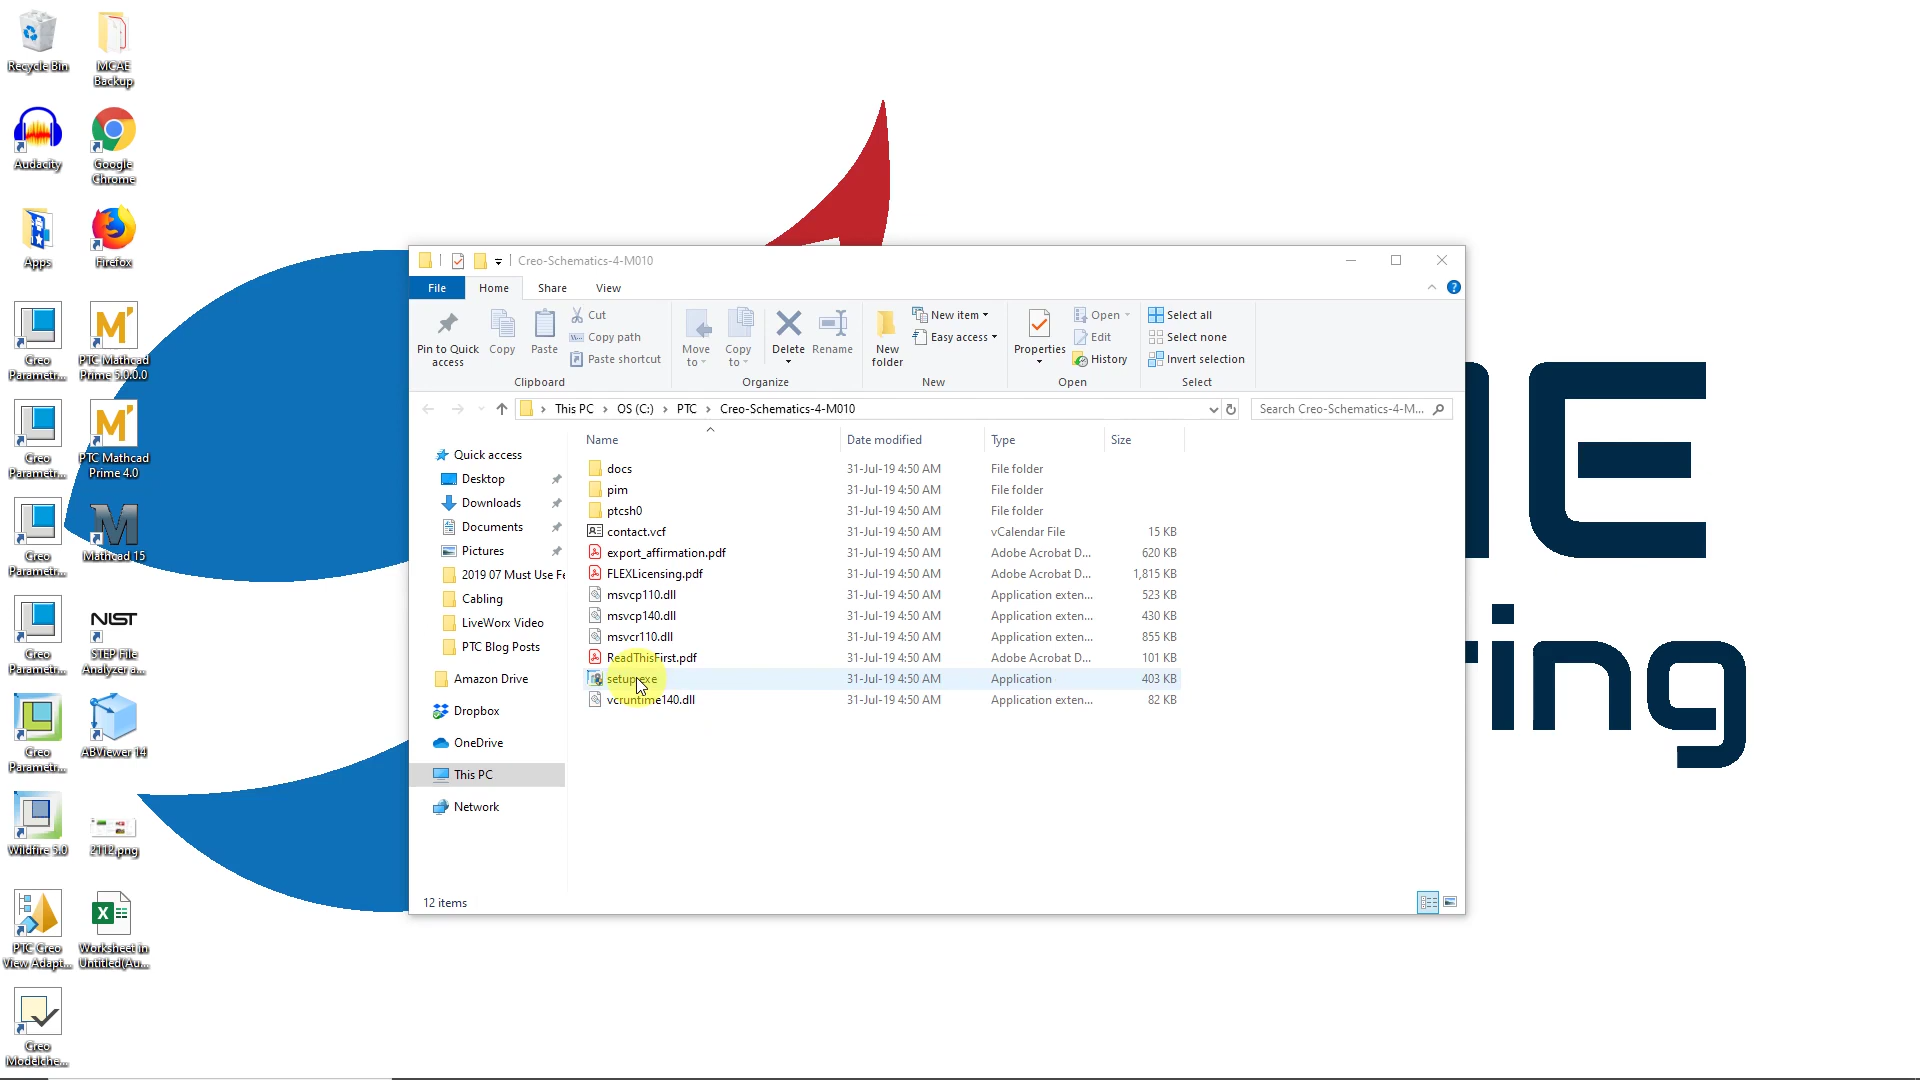 Recycle Bin
MCAE
Backup
Audacity
Google
Chrome
Apps
Firefox
Creo
Parametr...
PTC Mathcad
Prime 5.0.0.0
Creo
Parametr...
PTC Mathcad
Prime 4.0
Creo
Parametr...
Mathcad 15
Creo
Parametr...
NIST
STEP File
Analyzer a...
Creo
Parametr...
ABViewer 14
Wildfire 5.0
2112.png
PTC Creo
View Adapt...
Worksheet in
Untitled(Au...
Creo
Modelche...
Creo-Schematics-4-M010
File
Home
Share
View
Pin to Quick
access
Copy
Paste
Cut
Copy path
Paste shortcut
Clipboard
Move
to
Copy
to
Delete
Rename
Organize
New
folder
New item
Easy access
New
Properties
Open
Edit
History
Open
Select all
Select none
Invert selection
Select
This PC > OS (C:) > PTC > Creo-Schematics-4-M010
Search Creo-Schematics-4-M...
Quick access
Desktop
Downloads
Documents
Pictures
2019 07 Must Use Fe
Cabling
LiveWorx Video
PTC Blog Posts
Amazon Drive
Dropbox
OneDrive
This PC
Network
Name Date modified Type Size
docs 31-Jul-19 4:50 AM File folder
pim 31-Jul-19 4:50 AM File folder
ptcsh0 31-Jul-19 4:50 AM File folder
contact.vcf 31-Jul-19 4:50 AM vCalendar File 15 KB
export_affirmation.pdf 31-Jul-19 4:50 AM Adobe Acrobat D... 620 KB
FLEXLicensing.pdf 31-Jul-19 4:50 AM Adobe Acrobat D... 1,815 KB
msvcp110.dll 31-Jul-19 4:50 AM Application exten... 523 KB
msvcp140.dll 31-Jul-19 4:50 AM Application exten... 430 KB
msvcr110.dll 31-Jul-19 4:50 AM Application exten... 855 KB
ReadThisFirst.pdf 31-Jul-19 4:50 AM Adobe Acrobat D... 101 KB
setup.exe 31-Jul-19 4:50 AM Application 403 KB
vcruntime140.dll 31-Jul-19 4:50 AM Application exten... 82 KB
12 items
E
ring